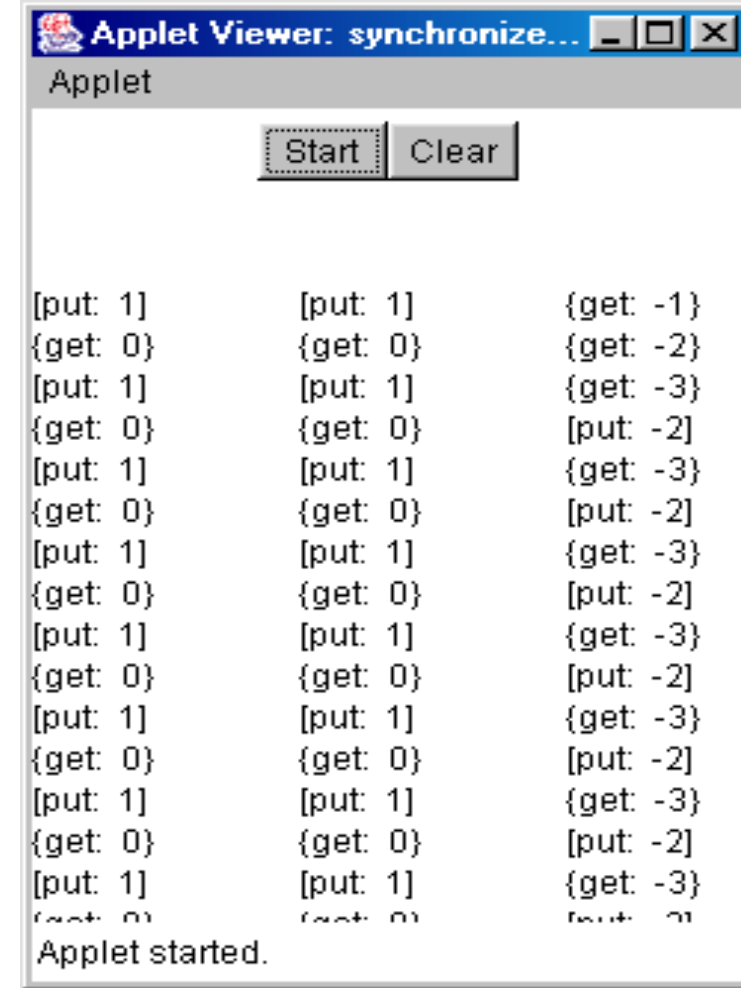 Applet Viewer: synchronize...
Applet
Start Clear
[put: 1] [put: 1] {get: -1}
{get: 0} {get: 0} {get: -2}
[put: 1] [put: 1] {get: -3}
{get: 0} {get: 0} [put: -2]
[put: 1] [put: 1] {get: -3}
{get: 0} {get: 0} [put: -2]
[put: 1] [put: 1] {get: -3}
{get: 0} {get: 0} [put: -2]
[put: 1] [put: 1] {get: -3}
{get: 0} {get: 0} [put: -2]
[put: 1] [put: 1] {get: -3}
{get: 0} {get: 0} [put: -2]
[put: 1] [put: 1] {get: -3}
{get: 0} {get: 0} [put: -2]
[put: 1] [put: 1] {get: -3}
Applet started.